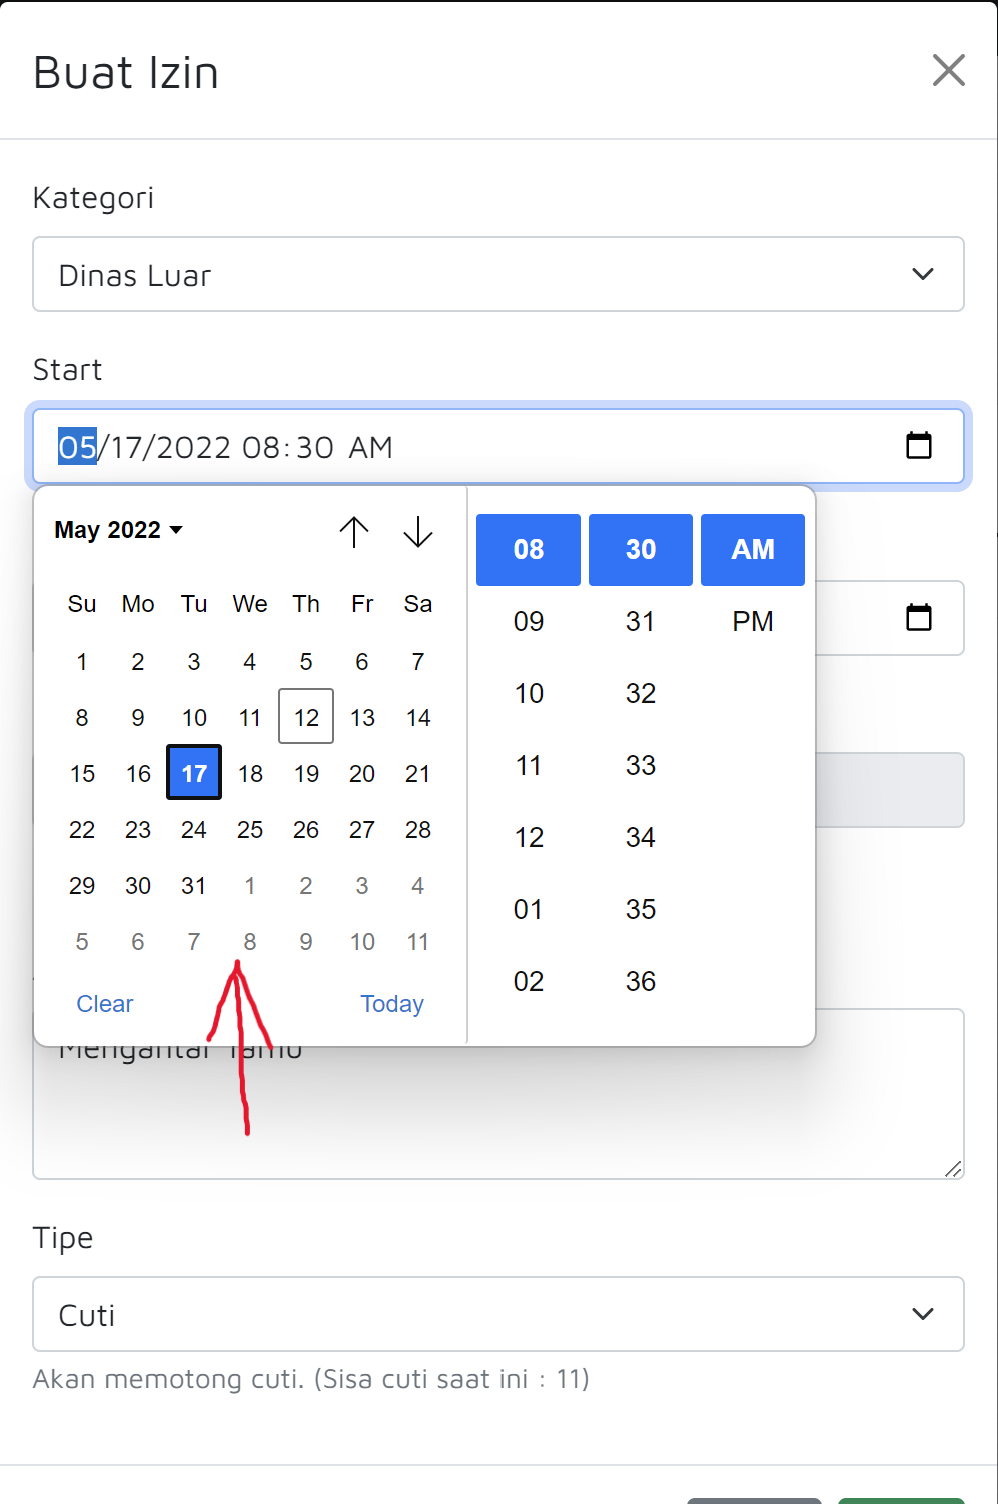 Buat Izin
Kategori
Dinas Luar
Start
05/17/2022 08:30 AM
May 2022
Su Mo Tu We Th Fr Sa
1 2 3 4 5 6 7
8 9 10 11 12 13 14
15 16 17 18 19 20 21
22 23 24 25 26 27 28
29 30 31 1 2 3 4
5 6 7 8 9 10 11
Clear Today
08 30 AM
09 31 PM
10 32
11 33
12 34
01 35
02 36
Mengantar Tamu
Tipe
Cuti
Akan memotong cuti. (Sisa cuti saat ini : 11)